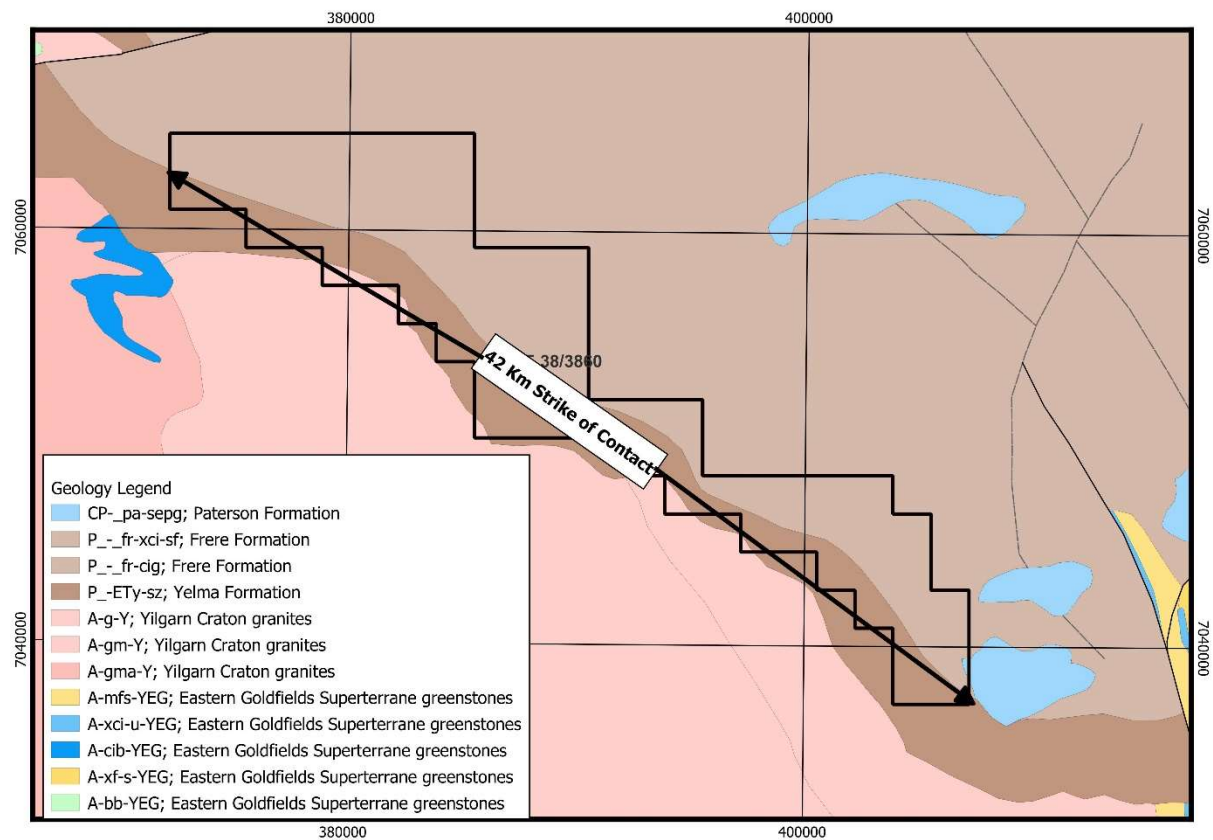 380000
400000
7060000
7060000
38/3860
42 Km Strike of Contact
Geology Legend
CP-_pa-sepg; Paterson Formation
P_-_fr-xci-sf; Frere Formation
P_-_fr-cig; Frere Formation
P_-ETy-sz; Yelma Formation
A-g-Y; Yilgarn Craton granites
A-gm-Y; Yilgarn Craton granites
A-gma-Y; Yilgarn Craton granites
A-mfs-YEG; Eastern Goldfields Superterrane greenstones
A-xci-u-YEG; Eastern Goldfields Superterrane greenstones
A-cib-YEG; Eastern Goldfields Superterrane greenstones
A-xf-s-YEG; Eastern Goldfields Superterrane greenstones
A-bb-YEG; Eastern Goldfields Superterrane greenstones
7040000
7040000
380000
400000